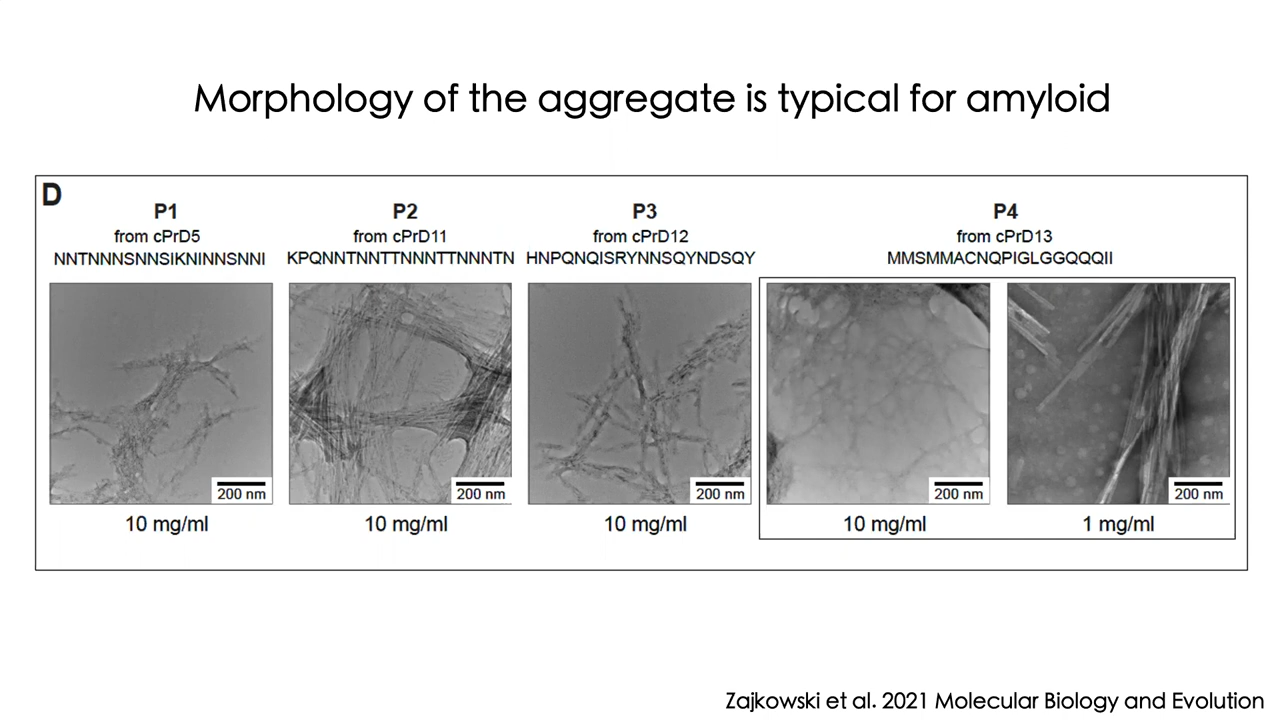 Morphology of the aggregate is typical for amyloid
D
P1
from cPrD5
NNTNNNSNNSIKNINNSNNI
200 nm
10 mg/ml
P2
from cPrD11
KPQNNTNNTTNNNTTNNNTN
200 nm
10 mg/ml
P3
from cPrD12
HNPQNQISRYNNSQYNDSQY
200 nm
10 mg/ml
P4
from cPrD13
MMSMMACNQPIGLGGQQQII
200 nm
10 mg/ml
200 nm
1 mg/ml
Zajkowski et al. 2021 Molecular Biology and Evolution